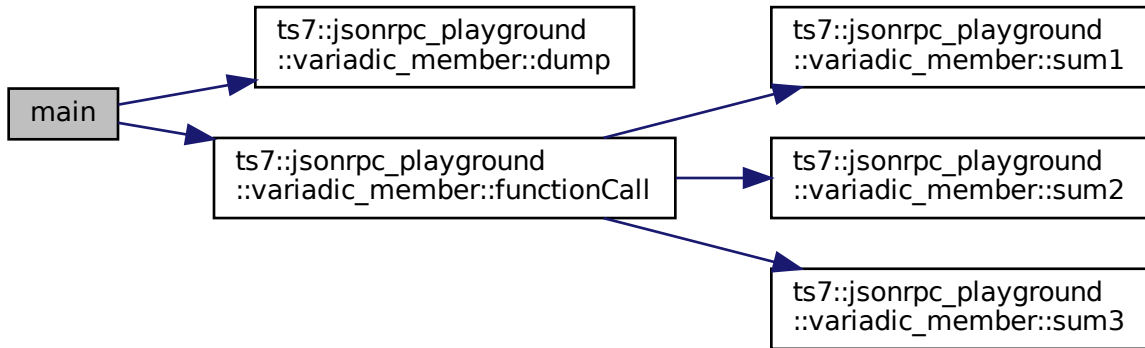 main
ts7::jsonrpc_playground
::variadic_member::dump
ts7::jsonrpc_playground
::variadic_member::functionCall
ts7::jsonrpc_playground
::variadic_member::sum1
ts7::jsonrpc_playground
::variadic_member::sum2
ts7::jsonrpc_playground
::variadic_member::sum3